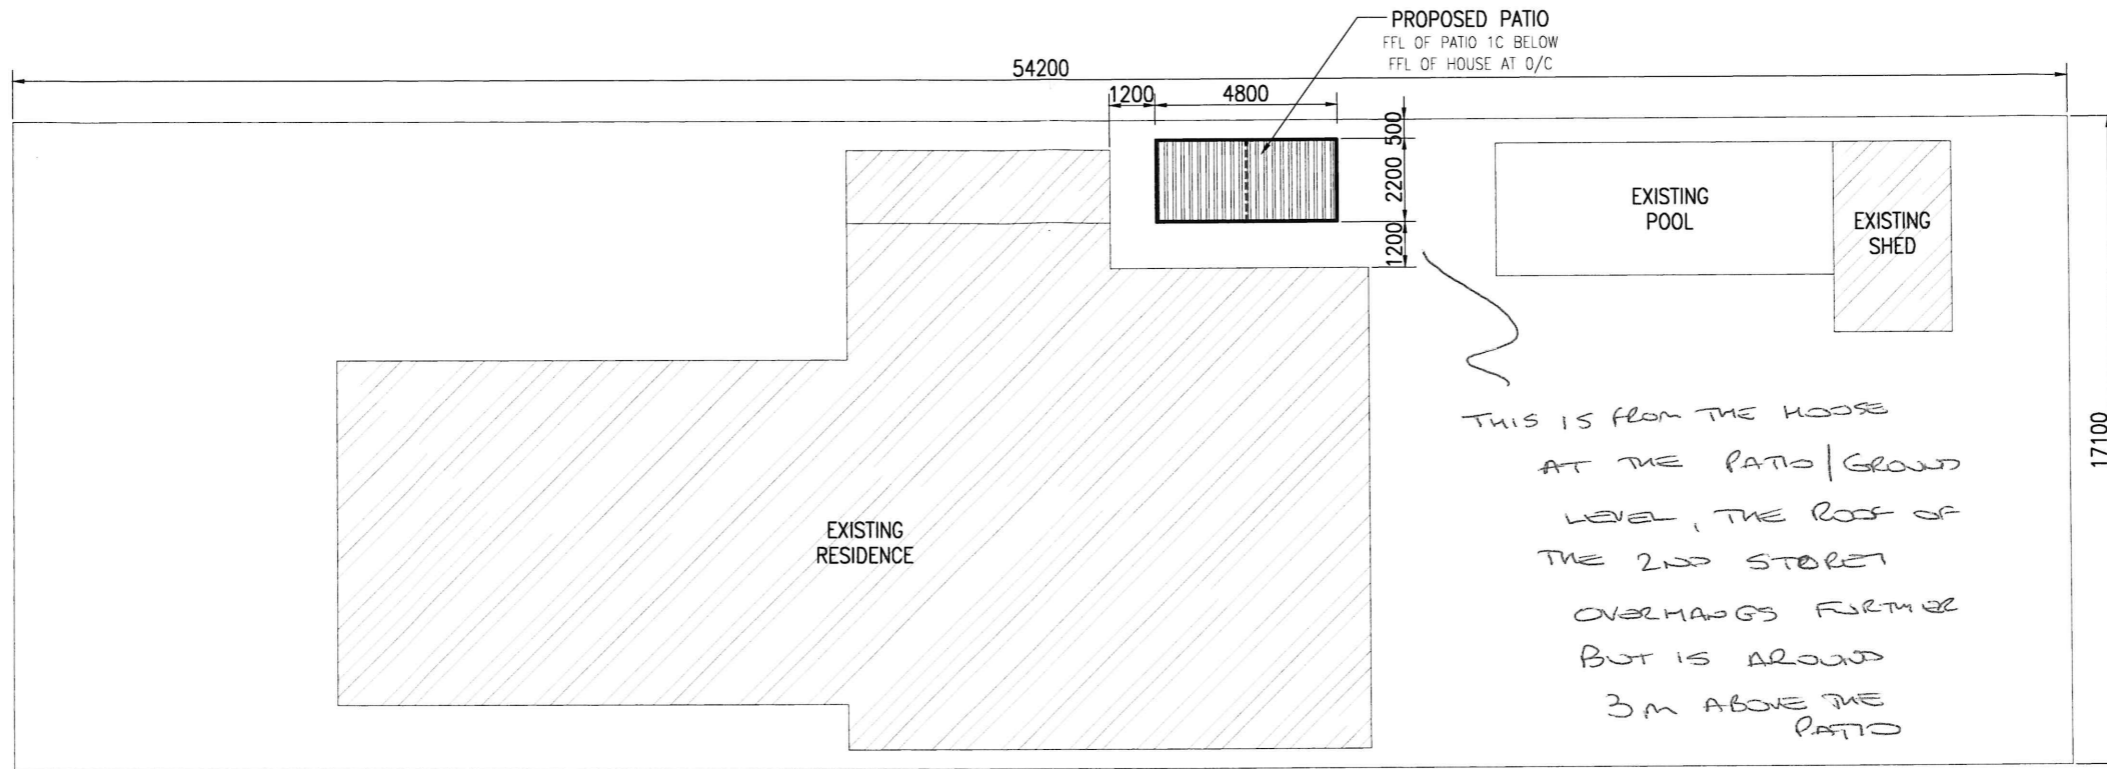 PROPOSED PATIO
FFL OF PATIO 1C BELOW
FFL OF HOUSE AT O/C
54200
1200
4800
500
2200
1200
EXISTING
POOL
EXISTING
SHED
17100
THIS IS FROM THE HOUSE
AT THE PATIO/GROUND
LEVEL, THE ROOF OF
THE 2ND STOREY
OVERHANGS FURTHER
BUT IS AROUND
3m ABOVE THE
PATIO
EXISTING
RESIDENCE